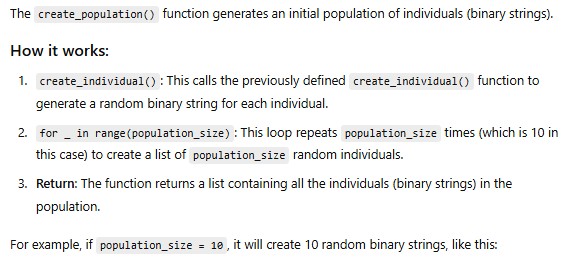 The create_population() function generates an initial population of individuals (binary strings).
How it works:
1. create_individual() : This calls the previously defined create_individual() function to
generate a random binary string for each individual.
2. for _ in range(population_size) : This loop repeats population_size times (which is 10 in
this case) to create a list of population_size random individuals.
3. Return: The function returns a list containing all the individuals (binary strings) in the
population.
For example, if population_size = 10 , it will create 10 random binary strings, like this: